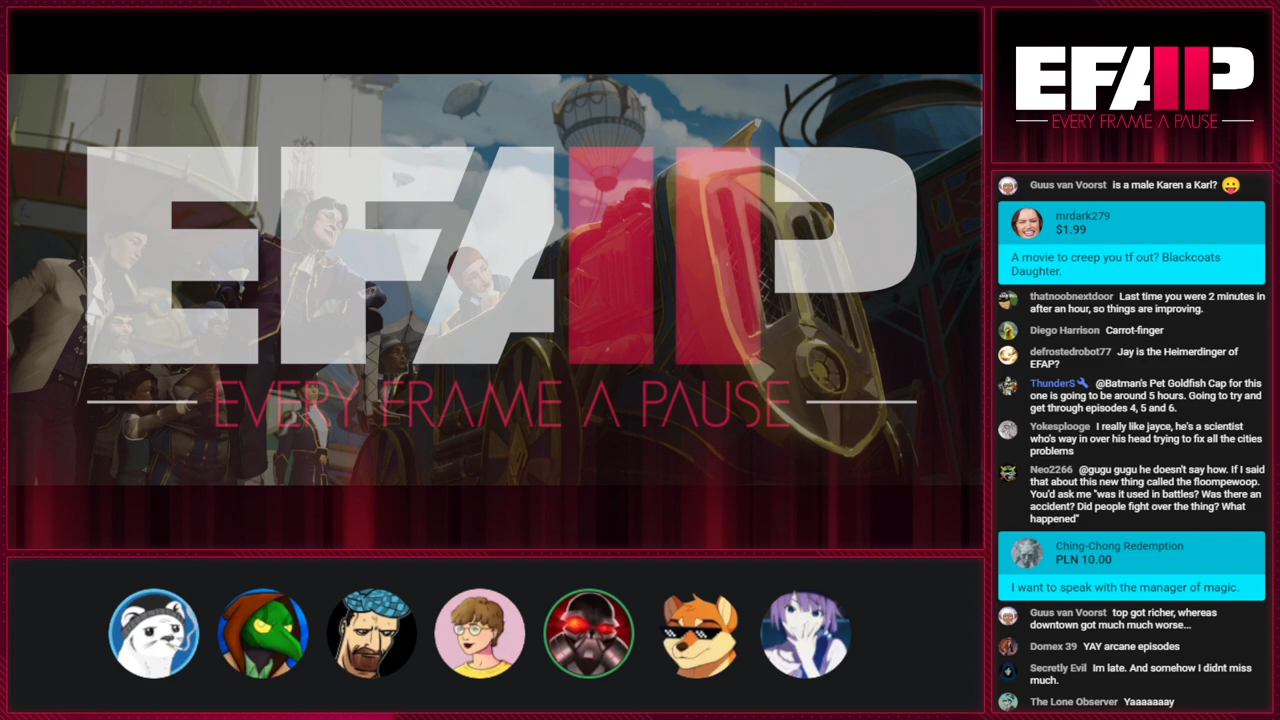 EFAP
EVERY FRAME A PAUSE
EFAP
EVERY FRAME A PAUSE
Guus van Voorst is a male Karen a Karl?
mrdark279
$1.99
A movie to creep you tf out? Blackcoats
Daughter.
thatnoobnextdoor Last time you were 2 minutes in
after an hour, so things are improving.
Diego Harrison Carrot-finger
defrostedrobot77 Jay is the Heimerdinger of
EFAP?
ThunderS @Batman's Pet Goldfish Cap for this
one is going to be around 5 hours. Going to try and
get through episodes 4, 5 and 6.
Yokesplooge I really like jayce, he's a scientist
who's way in over his head trying to fix all the cities
problems
Neo2266 @gugu gugu he doesn't say how. If I said
that about this new thing called the floompewoop.
You'd ask me "was it used in battles? Was there an
accident? Did people fight over the thing? What
happened"
Ching-Chong Redemption
PLN 10.00
I want to speak with the manager of magic.
Guus van Voorst top got richer, whereas
downtown got much much worse...
Domex 39 YAY arcane episodes
Secretly Evil Im late. And somehow I didnt miss
much.
The Lone Observer Yaaaaaaay